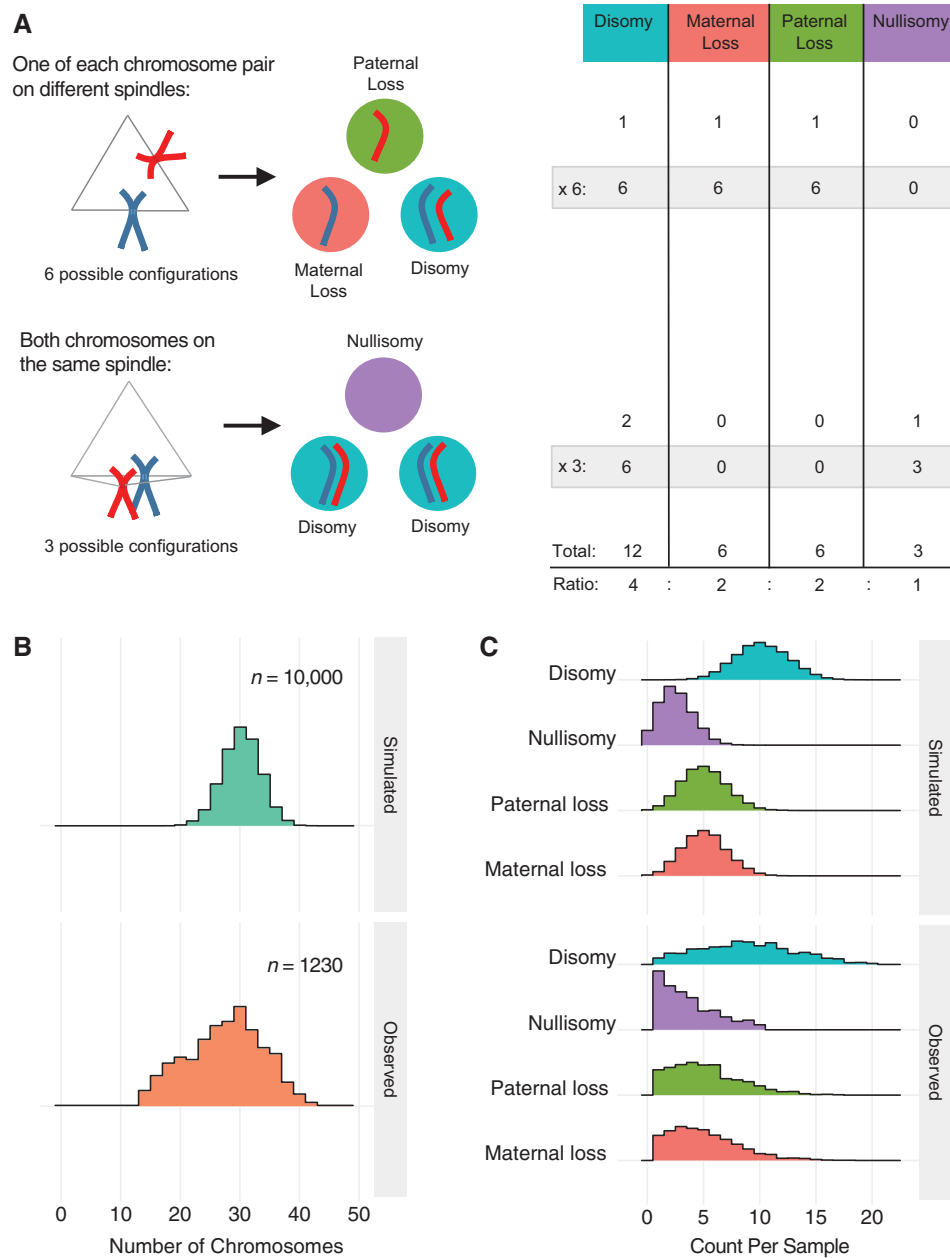 A
One of each chromosome pair
on different spindles:
6 possible configurations
Paternal
Loss
Maternal
Loss
Disomy
Both chromosomes on
the same spindle:
3 possible configurations
Nullisomy
Disomy
Disomy
Disomy
Maternal
Loss
Paternal
Loss
Nullisomy
1 1 1 0
x 6: 6 6 6 0
2 0 0 1
x 3: 6 0 0 3
Total: 12 6 6 3
Ratio: 4 : 2 : 2 : 1
B
n = 10,000
Simulated
n = 1230
Observed
0 10 20 30 40 50
Number of Chromosomes
C
Disomy
Nullisomy
Paternal loss
Maternal loss
Simulated
Disomy
Nullisomy
Paternal loss
Maternal loss
Observed
0 5 10 15 20
Count Per Sample